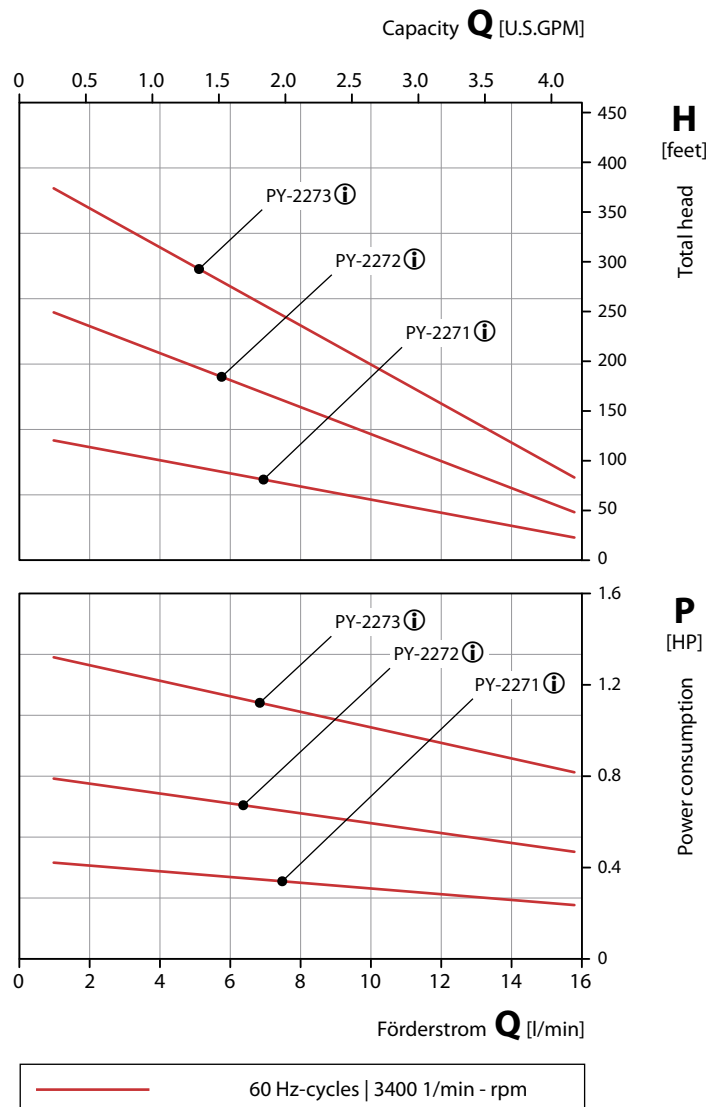 Capacity Q [U.S.GPM]
0 0.5 1.0 1.5 2.0 2.5 3.0 3.5 4.0
H
[feet]
Total head
450
400
350
300
250
200
150
100
50
0
PY-2273 i
PY-2272 i
PY-2271 i
P
[HP]
Power consumption
1.6
1.2
0.8
0.4
0
PY-2273 i
PY-2272 i
PY-2271 i
0 2 4 6 8 10 12 14 16
Förderstrom Q [l/min]
60 Hz-cycles | 3400 1/min - rpm